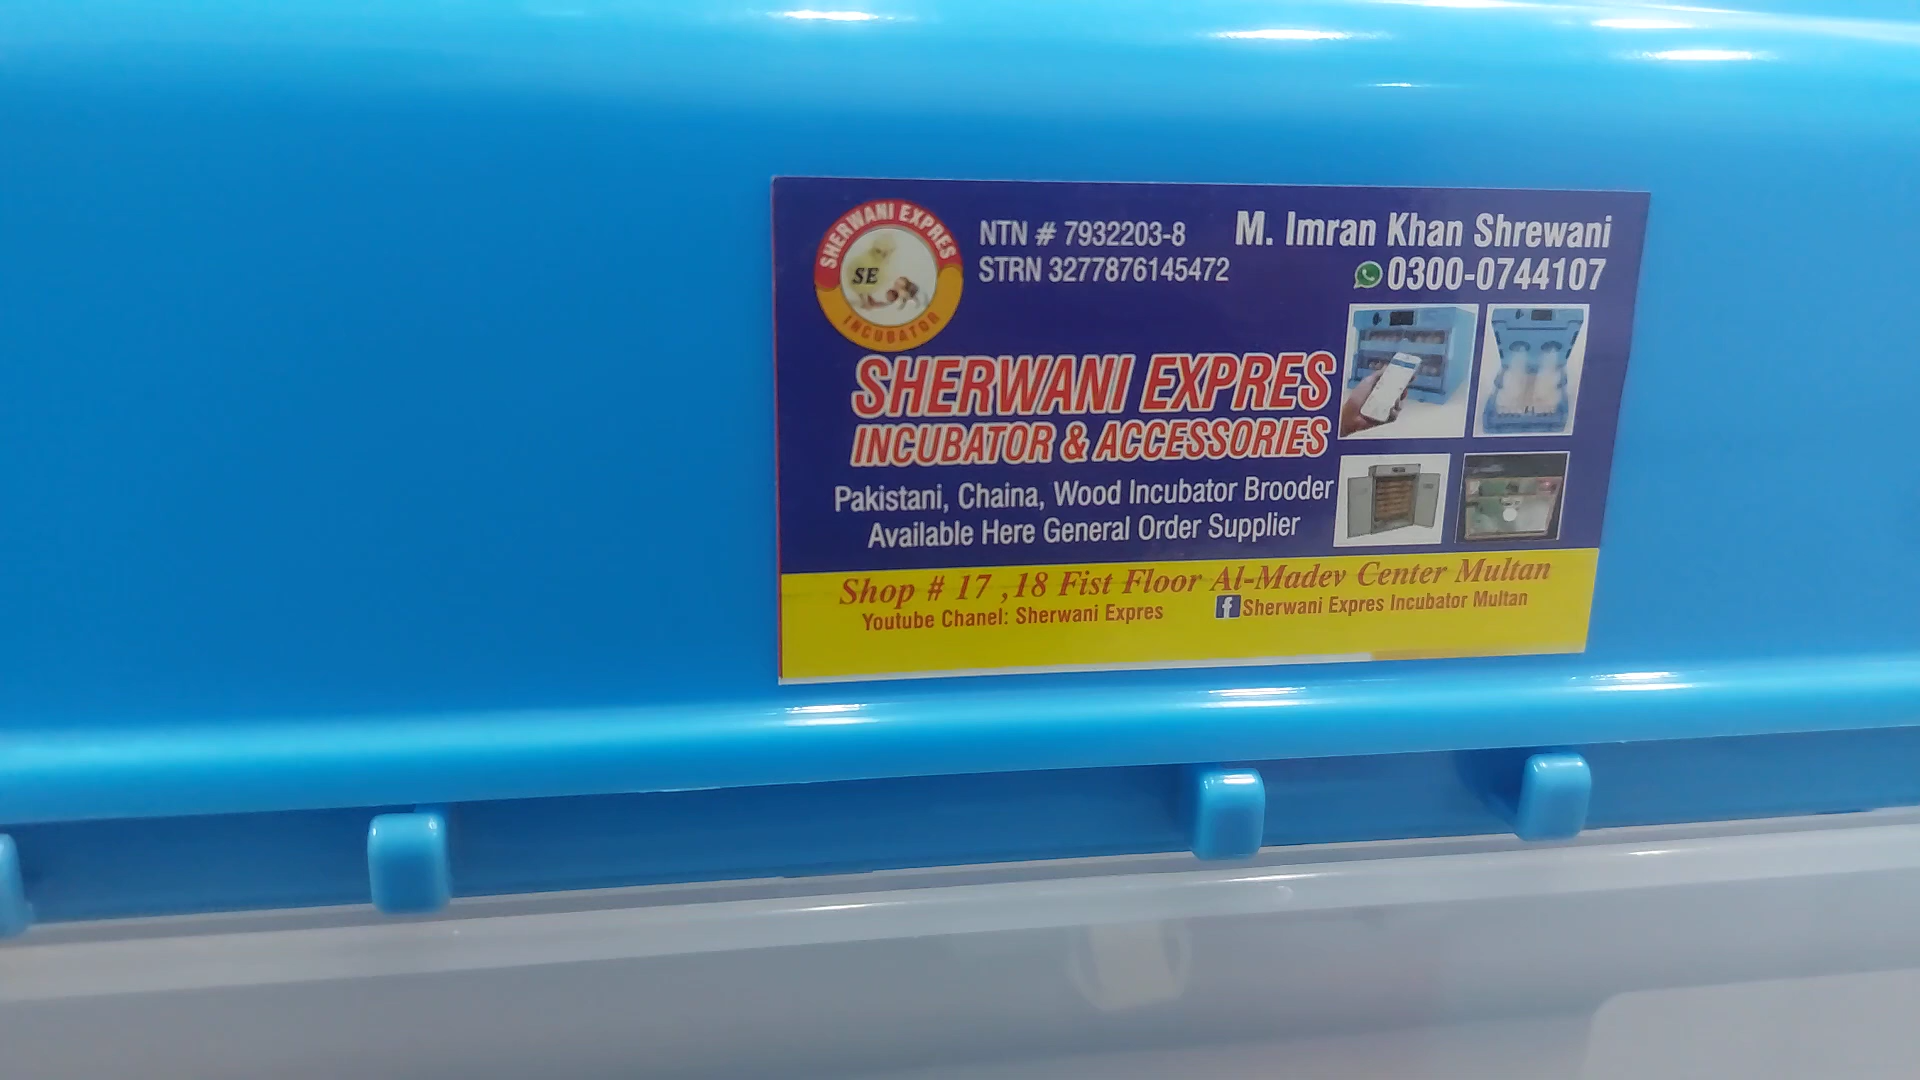 SHERWANI EXPRES
SE
INCUBATOR
NTN # 7932203-8
STRN 3277876145472
M. Imran Khan Shrewani
0300-0744107
SHERWANI EXPRES
INCUBATOR & ACCESSORIES
Pakistani, Chaina, Wood Incubator Brooder
Available Here General Order Supplier
Shop # 17 ,18 Fist Floor Al-Madev Center Multan
Youtube Chanel: Sherwani Expres
Sherwani Expres Incubator Multan